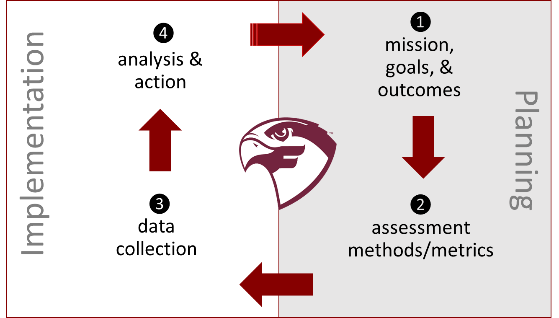 Implementation
Planning
1
mission,
goals, &
outcomes
2
assessment
methods/metrics
3
data
collection
4
analysis &
action